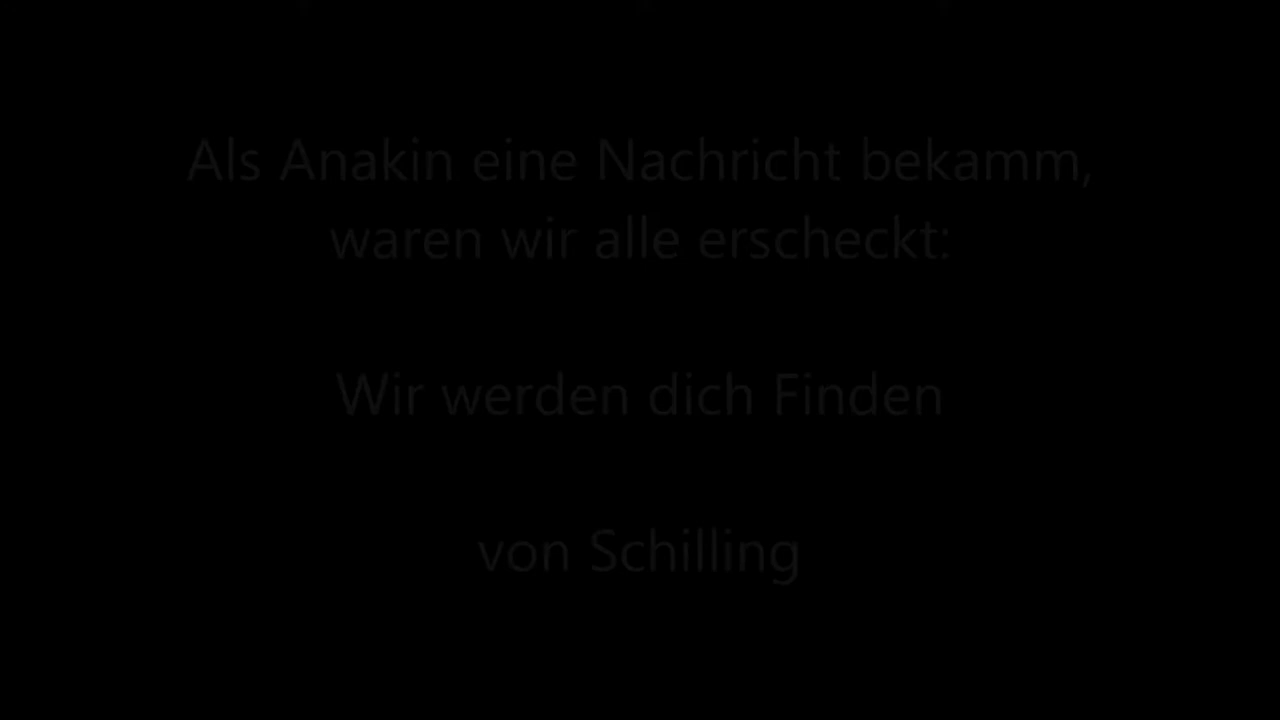 Als Anakin eine Nachricht bekamm,
waren wir alle erscheckt:
Wir werden dich Finden
von Schilling